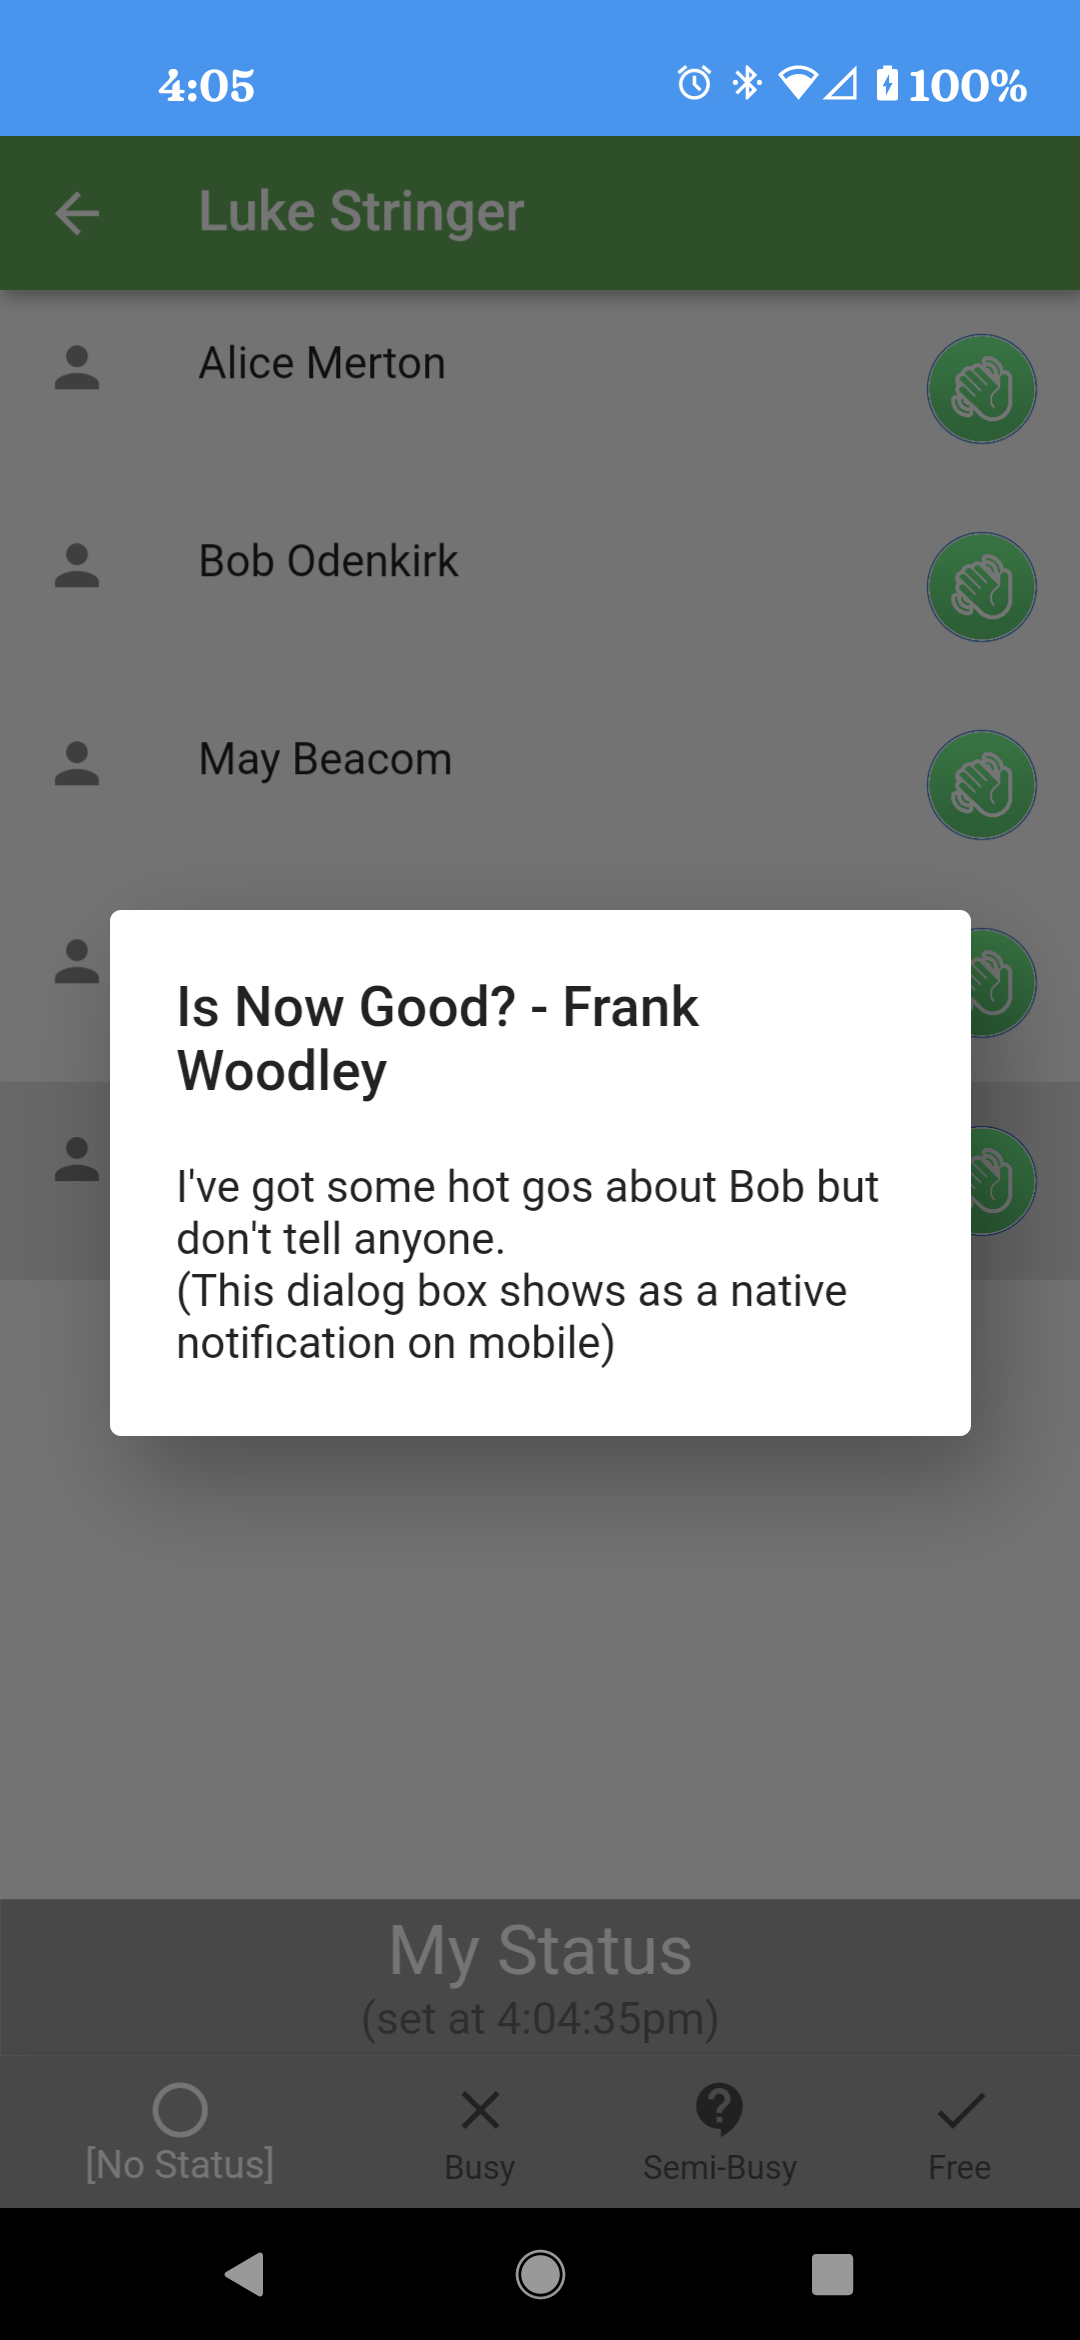 4:05 100%
Luke Stringer
Alice Merton
Bob Odenkirk
May Beacom
Is Now Good? - Frank
Woodley
I've got some hot gos about Bob but
don't tell anyone.
(This dialog box shows as a native
notification on mobile)
My Status
(set at 4:04:35pm)
[No Status] Busy Semi-Busy Free